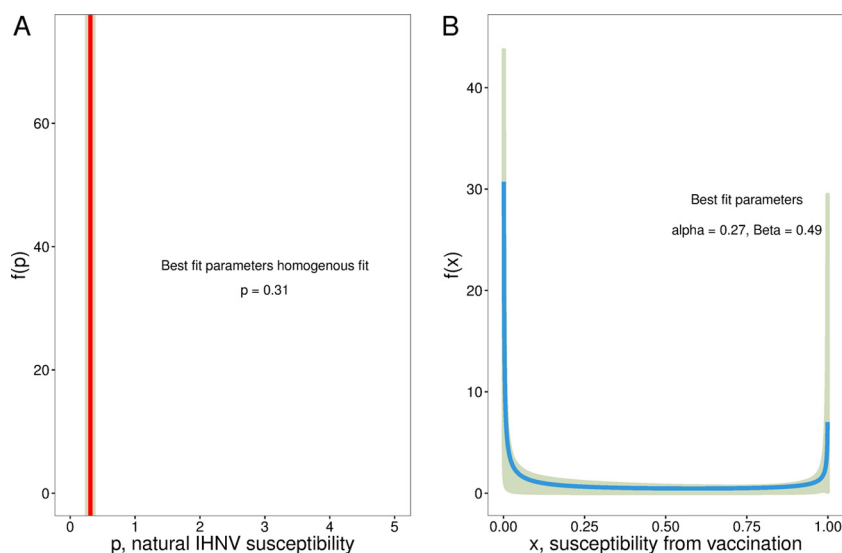 A
f(p)
60
40
20
0
Best fit parameters homogenous fit
p = 0.31
0 1 2 3 4 5
p, natural IHNV susceptibility
B
f(x)
40
30
20
10
0
Best fit parameters
alpha = 0.27, Beta = 0.49
0.00 0.25 0.50 0.75 1.00
x, susceptibility from vaccination